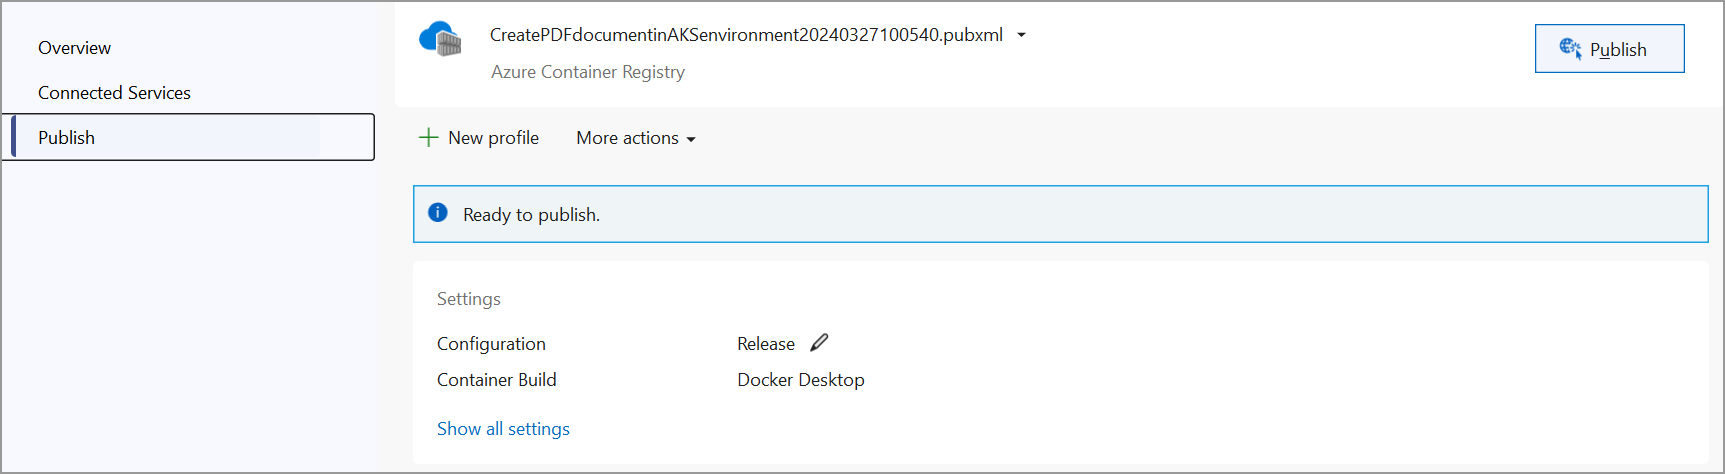 Overview
Connected Services
Publish
CreatePDFdocumentinAKSenvironment20240327100540.pubxml
Azure Container Registry
Publish
New profile
More actions
Ready to publish.
Settings
Configuration Release
Container Build Docker Desktop
Show all settings